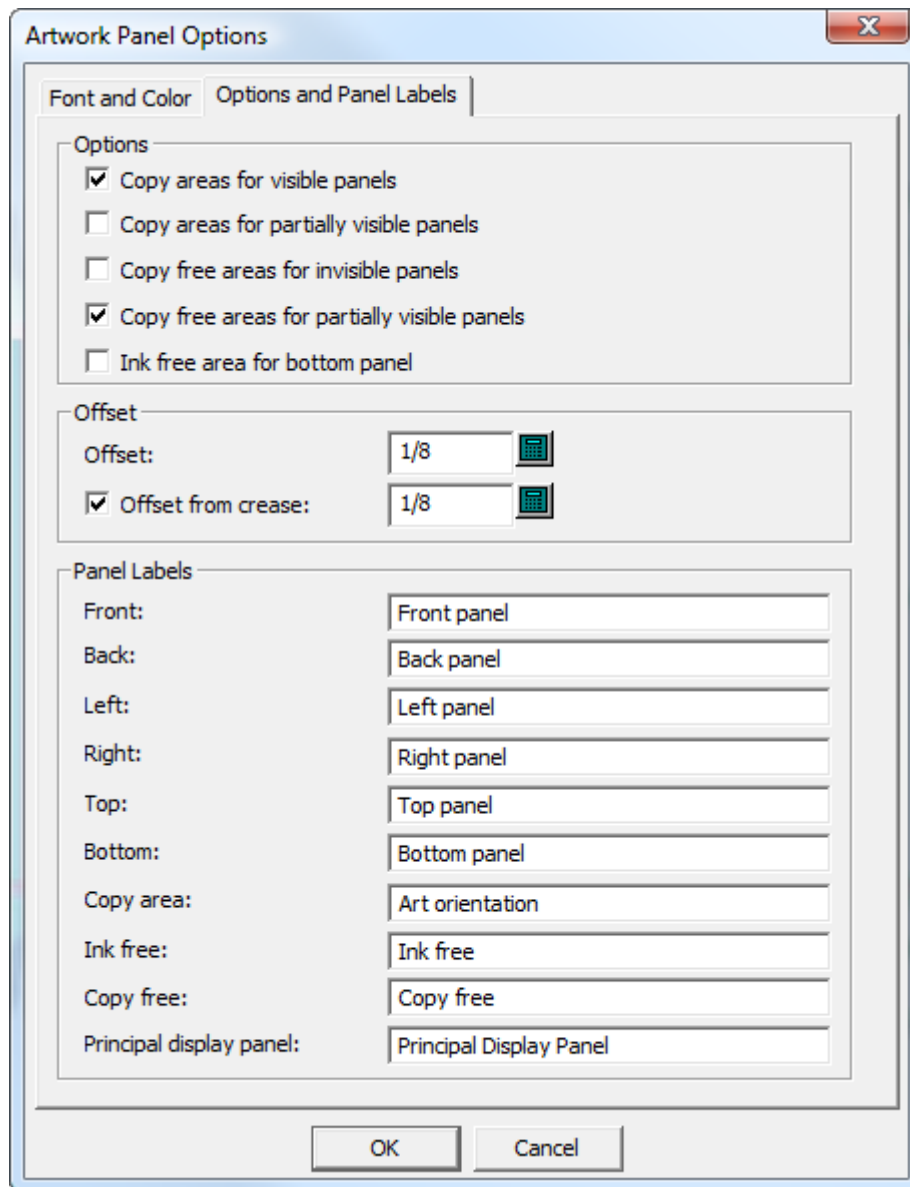 Artwork Panel Options
Font and Color Options and Panel Labels
Options
Copy areas for visible panels
Copy areas for partially visible panels
Copy free areas for invisible panels
Copy free areas for partially visible panels
Ink free area for bottom panel
Offset
Offset: 1/8
Offset from crease: 1/8
Panel Labels
Front: Front panel
Back: Back panel
Left: Left panel
Right: Right panel
Top: Top panel
Bottom: Bottom panel
Copy area: Art orientation
Ink free: Ink free
Copy free: Copy free
Principal display panel: Principal Display Panel
OK Cancel